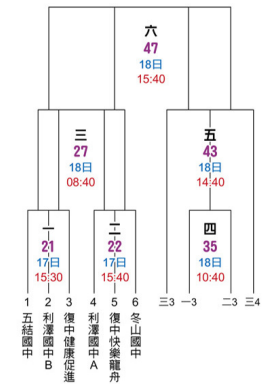 六
47
18日
15:40
三
27
18日
08:40
五
43
18日
14:40
一
21
17日
15:30
二
22
17日
15:40
四
35
18日
10:40
1
五結國中
2
利澤國中B
3
復中健康促進
4
利澤國中A
5
復中快樂龍舟
6
冬山國中
三3
一3
二3
三4